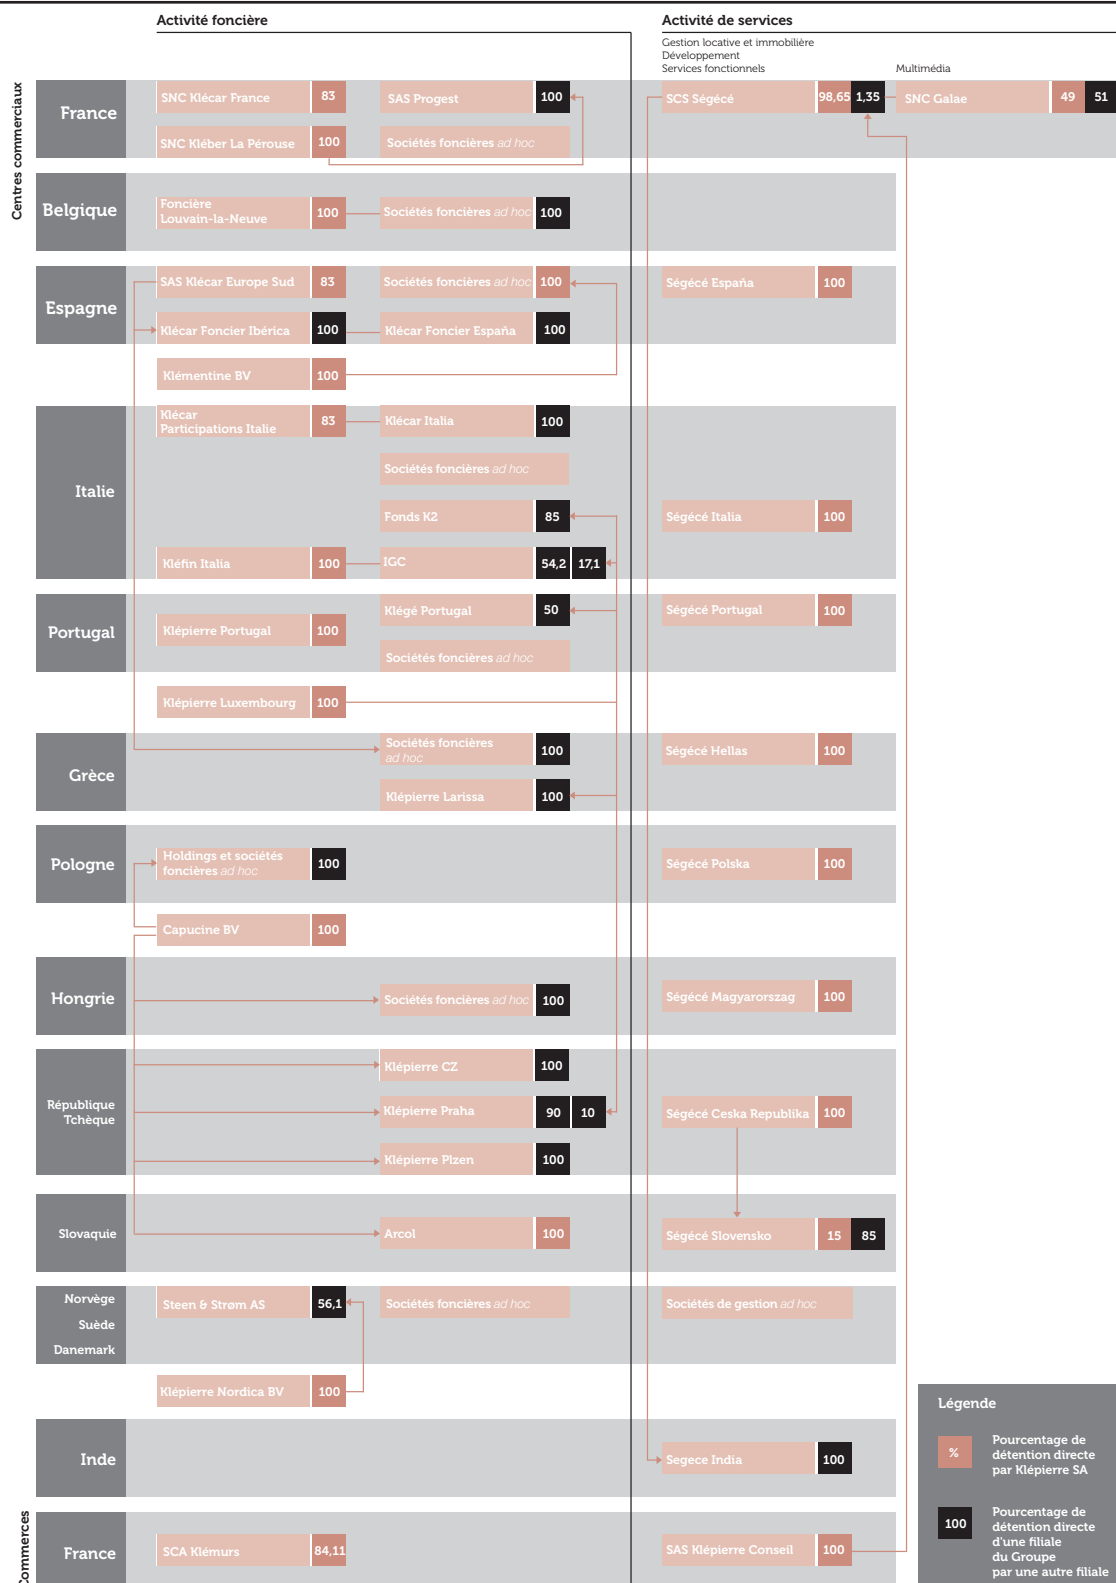 Activité foncière
Activité de services
Gestion locative et immobilière
Développement
Services fonctionnels
Multimédia
Centres commerciaux
France
SNC Klécar France
83
SAS Progest
100
SCS Ségécé
98,65
1,35
SNC Galae
49
51
SNC Kléber La Pérouse
100
Sociétés foncières ad hoc
Belgique
Foncière
Louvain-la-Neuve
100
Sociétés foncières ad hoc
100
Espagne
SAS Klécar Europe Sud
83
Sociétés foncières ad hoc
100
Ségécé España
100
Klécar Foncier Ibérica
100
Klécar Foncier España
100
Klémentine BV
100
Italie
Klécar
Participations Italie
83
Klécar Italia
100
Sociétés foncières ad hoc
Fonds K2
85
Ségécé Italia
100
Kléfin Italia
100
IGC
54,2
17,1
Portugal
Klégé Portugal
50
Ségécé Portugal
100
Klépierre Portugal
100
Sociétés foncières ad hoc
Klépierre Luxembourg
100
Grèce
Sociétés foncières
ad hoc
100
Ségécé Hellas
100
Klépierre Larissa
100
Pologne
Holdings et sociétés
foncières ad hoc
100
Ségécé Polska
100
Capucine BV
100
Hongrie
Sociétés foncières ad hoc
100
Ségécé Magyarorszag
100
République
Tchèque
Klépierre CZ
100
Klépierre Praha
90
10
Ségécé Ceska Republika
100
Klépierre Plzen
100
Slovaquie
Arcol
100
Ségécé Slovensko
15
85
Norvège
Suède
Danemark
Steen & Strøm AS
56,1
Sociétés foncières ad hoc
Sociétés de gestion ad hoc
Klépierre Nordica BV
100
Inde
Segece India
100
Commerces
France
SCA Klémurs
84,11
SAS Klépierre Conseil
100
Légende
%
Pourcentage de
détention directe
par Klépierre SA
100
Pourcentage de
détention directe
d'une filiale
du Groupe
par une autre filiale